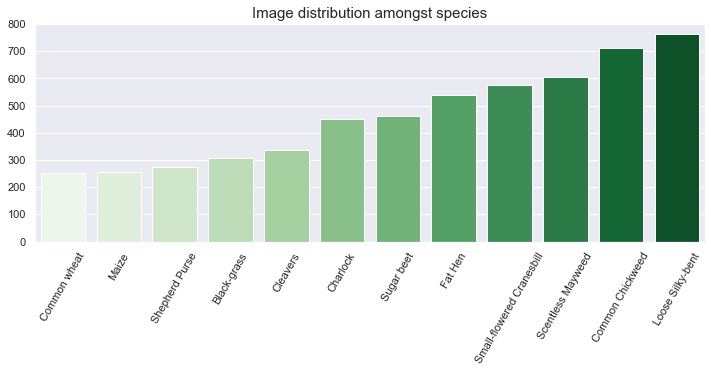 Image distribution amongst species
800
700
600
500
400
300
200
100
0
Common wheat
Maize
Shepherd Purse
Black-grass
Cleavers
Charlock
Sugar beet
Fat Hen
Small-flowered Cranesbill
Scentless Mayweed
Common Chickweed
Loose Silky-bent